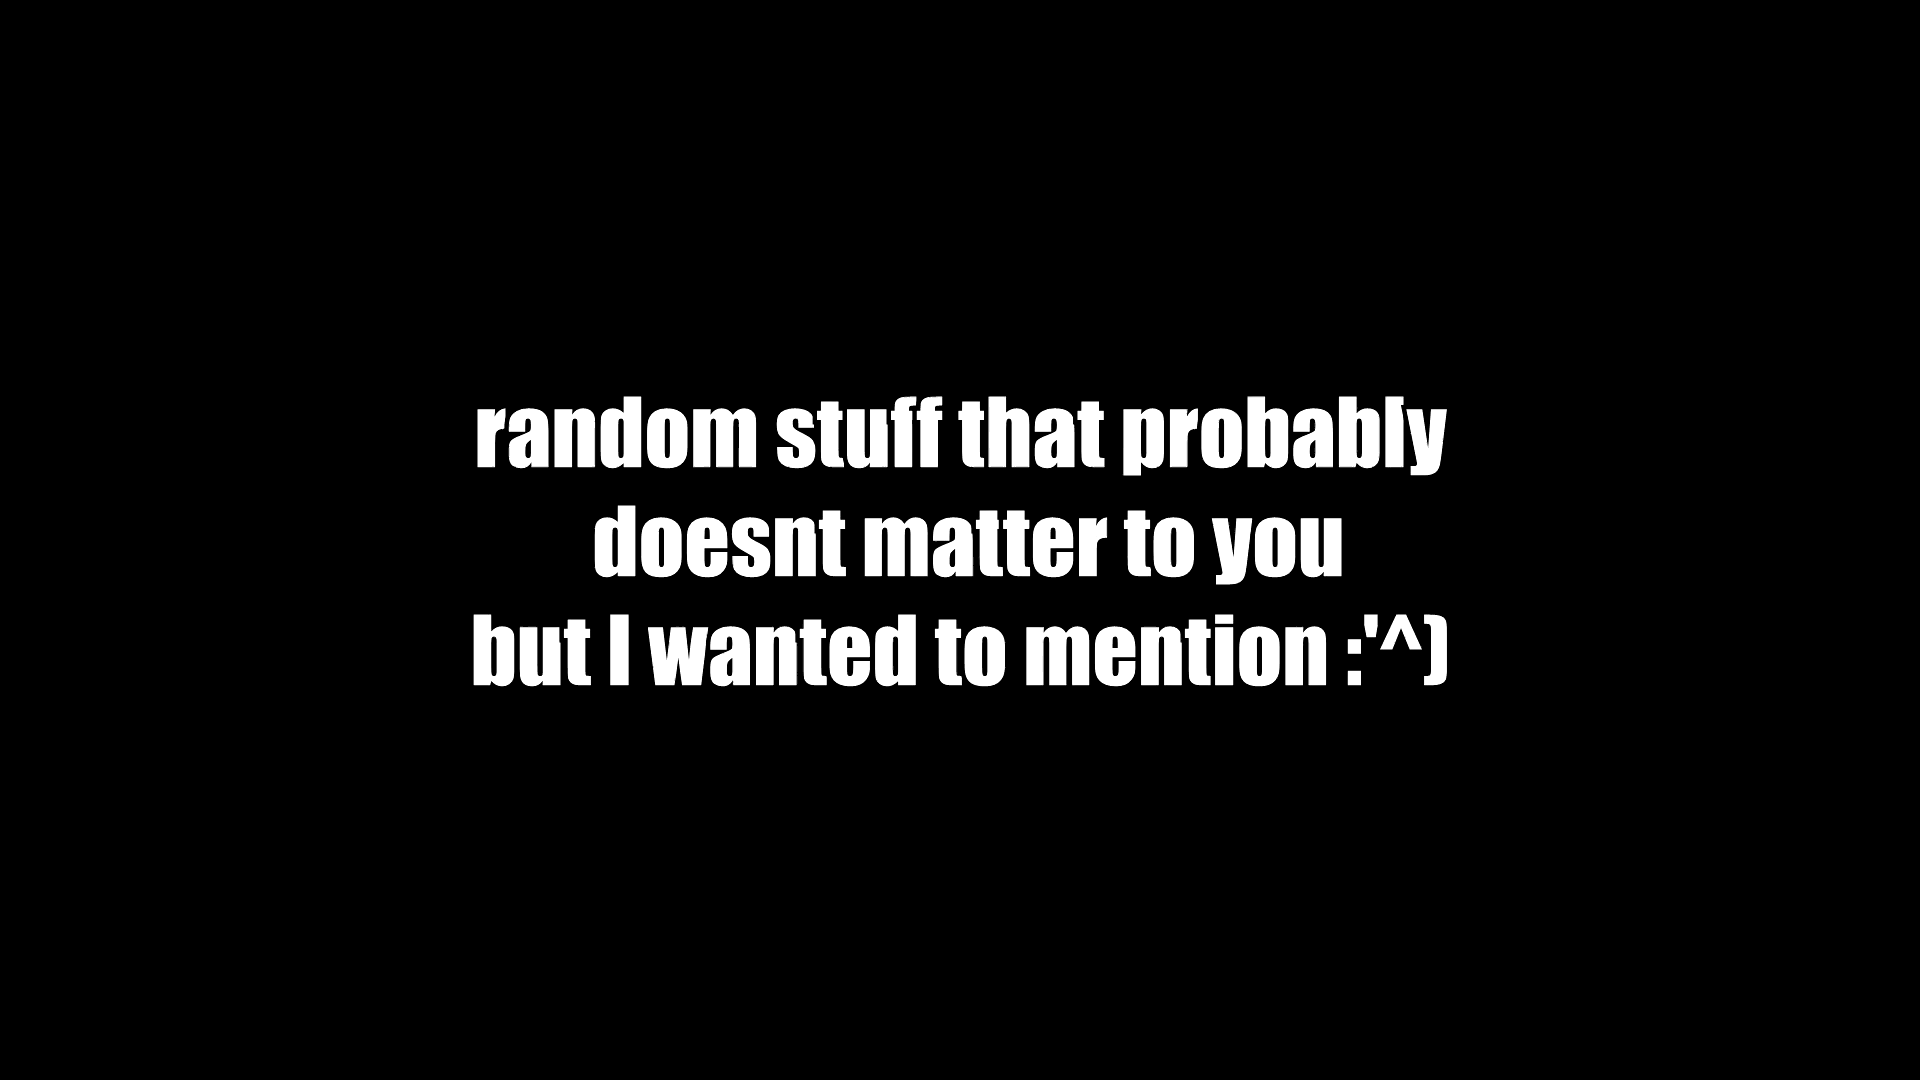 random stuff that probably
doesnt matter to you
but I wanted to mention :'^)